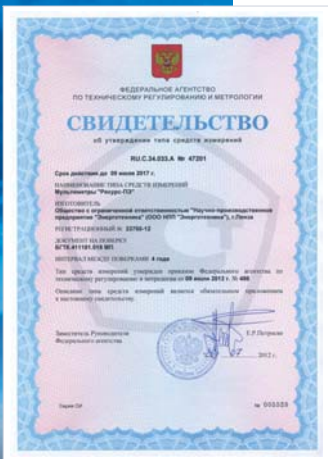 ФЕДЕРАЛЬНОЕ АГЕНТСТВО
ПО ТЕХНИЧЕСКОМУ РЕГУЛИРОВАНИЮ И МЕТРОЛОГИИ
СВИДЕТЕЛЬСТВО
об утверждении типа средств измерений
RU.C.34.033.A № 47201
Срок действия до 09 июля 2017 г.
НАИМЕНОВАНИЕ ТИПА СРЕДСТВ ИЗМЕРЕНИЙ
Мультиметры "Ресурс-ПЭ"
ИЗГОТОВИТЕЛЬ
Общество с ограниченной ответственностью "Научно-производственное
предприятие "Энерготехника" (ООО НПП "Энерготехника"), г.Пенза
РЕГИСТРАЦИОННЫЙ № 33750-12
ДОКУМЕНТ НА ПОВЕРКУ
БГТК.411181.018 МП
ИНТЕРВАЛ МЕЖДУ ПОВЕРКАМИ 4 года
Тип средств измерений утвержден приказом Федерального агентства по
техническому регулированию и метрологии от 09 июля 2012 г. № 486
Описание типа средств измерений является обязательным приложением
к настоящему свидетельству.
Заместитель Руководителя
Федерального агентства
Е.Р.Петросян
2012 г.
Серия СИ
№ 005529